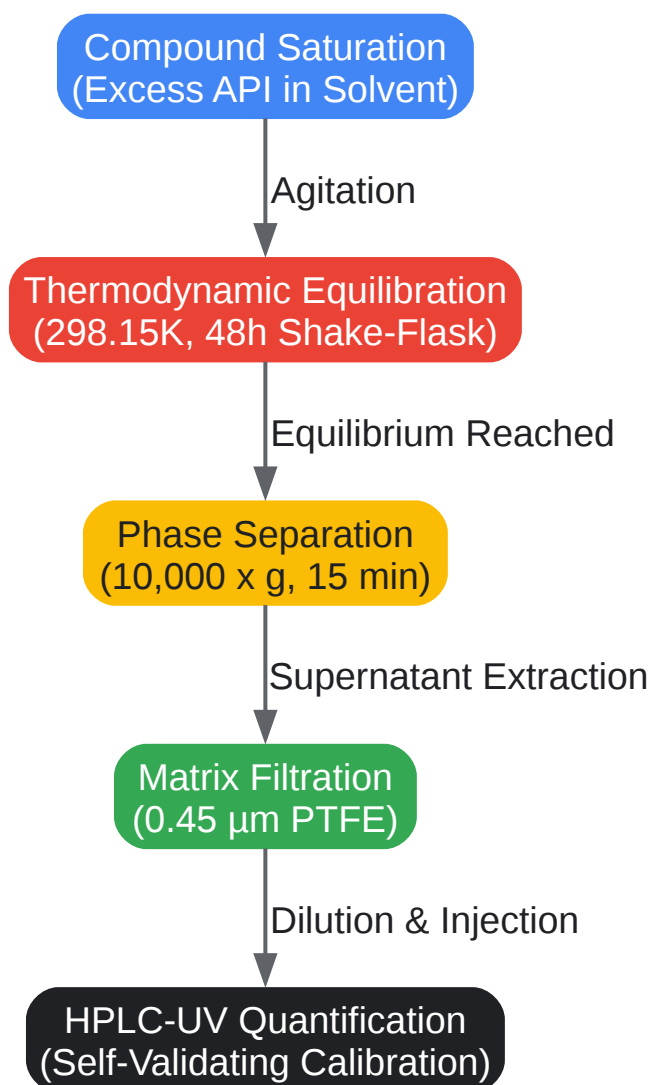 Compound Saturation
(Excess API in Solvent)
Agitation
Thermodynamic Equilibration
(298.15K, 48h Shake-Flask)
Equilibrium Reached
Phase Separation
(10,000 x g, 15 min)
Supernatant Extraction
Matrix Filtration
(0.45 µm PTFE)
Dilution & Injection
HPLC-UV Quantification
(Self-Validating Calibration)